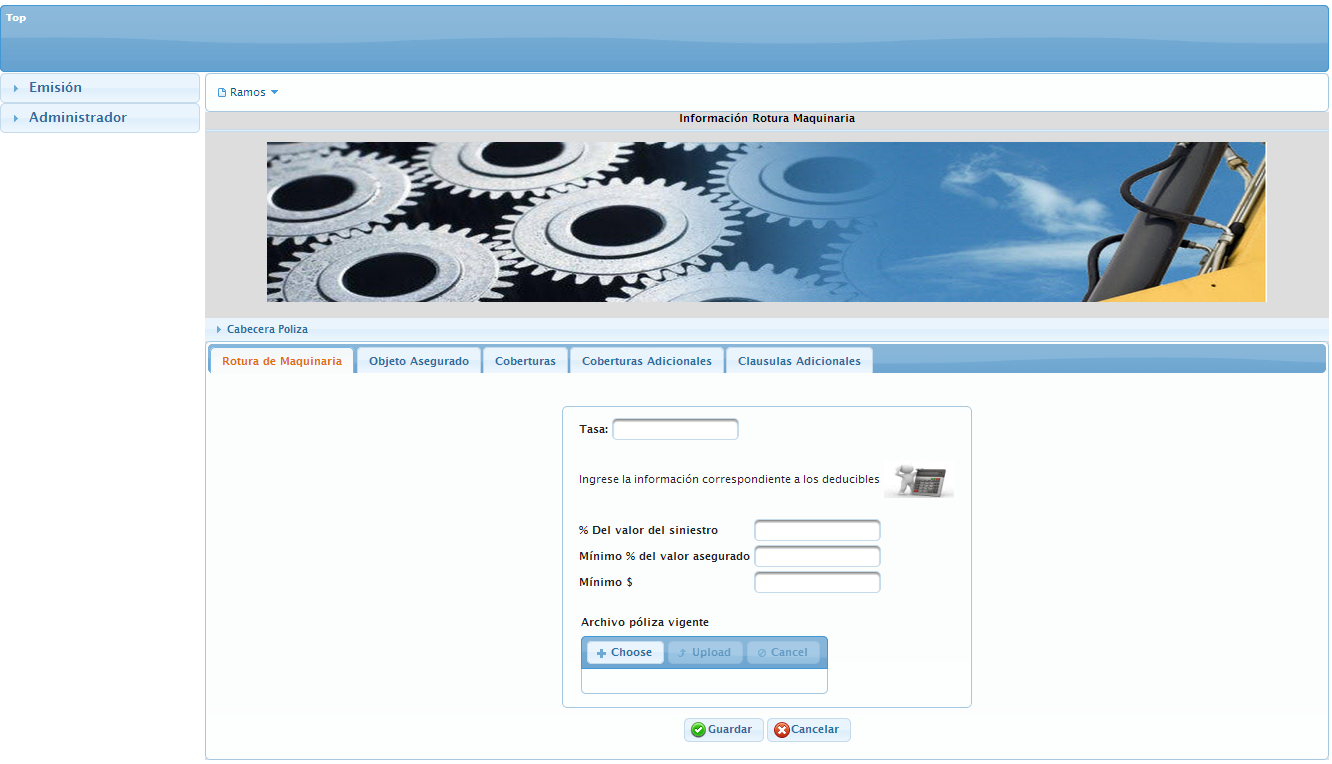 Top
Emisión
Administrador
Ramos
Información Rotura Maquinaria
Cabecera Poliza
Rotura de Maquinaria Objeto Asegurado Coberturas Coberturas Adicionales Clausulas Adicionales
Tasa:
Ingrese la información correspondiente a los deducibles
% Del valor del siniestro
Mínimo % del valor asegurado
Mínimo $
Archivo póliza vigente
Choose Upload Cancel
Guardar Cancelar